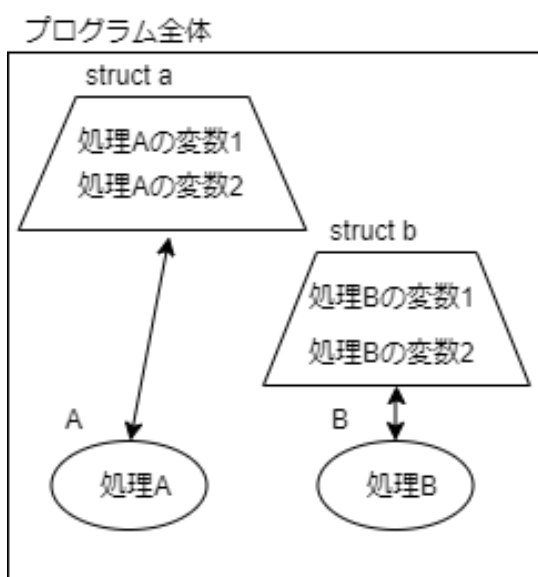 プログラム全体
struct a
処理Aの変数1
処理Aの変数2
struct b
処理Bの変数1
処理Bの変数2
A
B
処理A
処理B